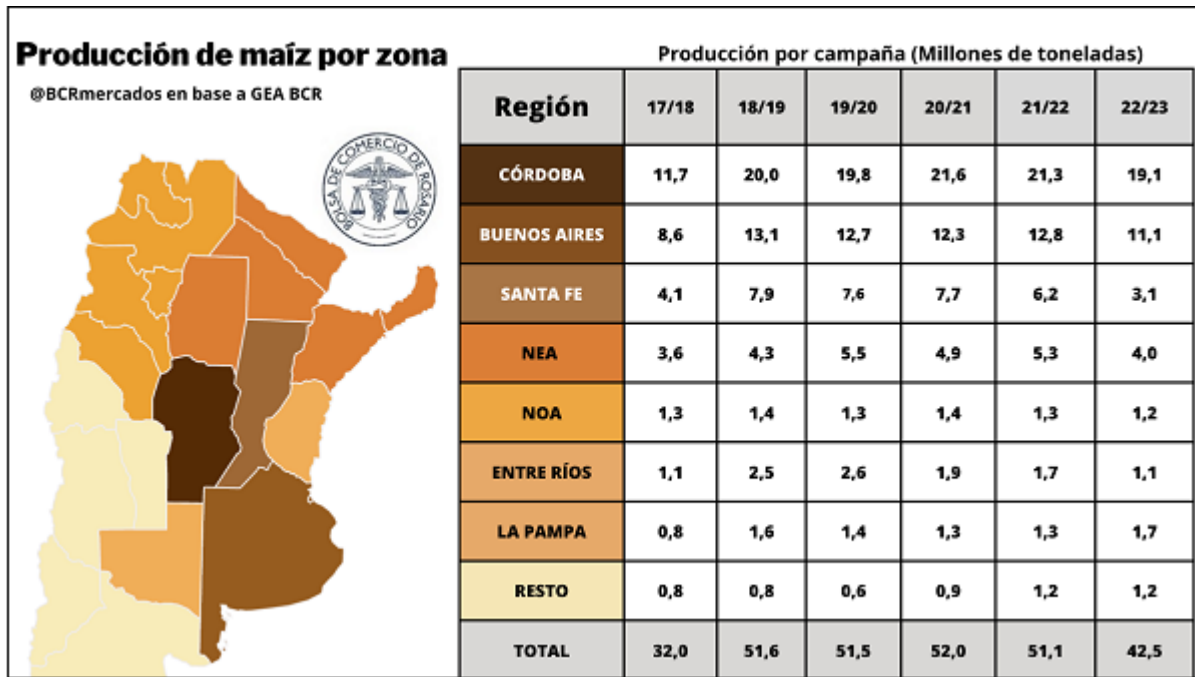 Producción de maíz por zona
@BCRmercados en base a GEA BCR
BOLSA DE COMERCIO DE ROSARIO
Producción por campaña (Millones de toneladas)
Región 17/18 18/19 19/20 20/21 21/22 22/23
CÓRDOBA 11,7 20,0 19,8 21,6 21,3 19,1
BUENOS AIRES 8,6 13,1 12,7 12,3 12,8 11,1
SANTA FE 4,1 7,9 7,6 7,7 6,2 3,1
NEA 3,6 4,3 5,5 4,9 5,3 4,0
NOA 1,3 1,4 1,3 1,4 1,3 1,2
ENTRE RÍOS 1,1 2,5 2,6 1,9 1,7 1,1
LA PAMPA 0,8 1,6 1,4 1,3 1,3 1,7
RESTO 0,8 0,8 0,6 0,9 1,2 1,2
TOTAL 32,0 51,6 51,5 52,0 51,1 42,5